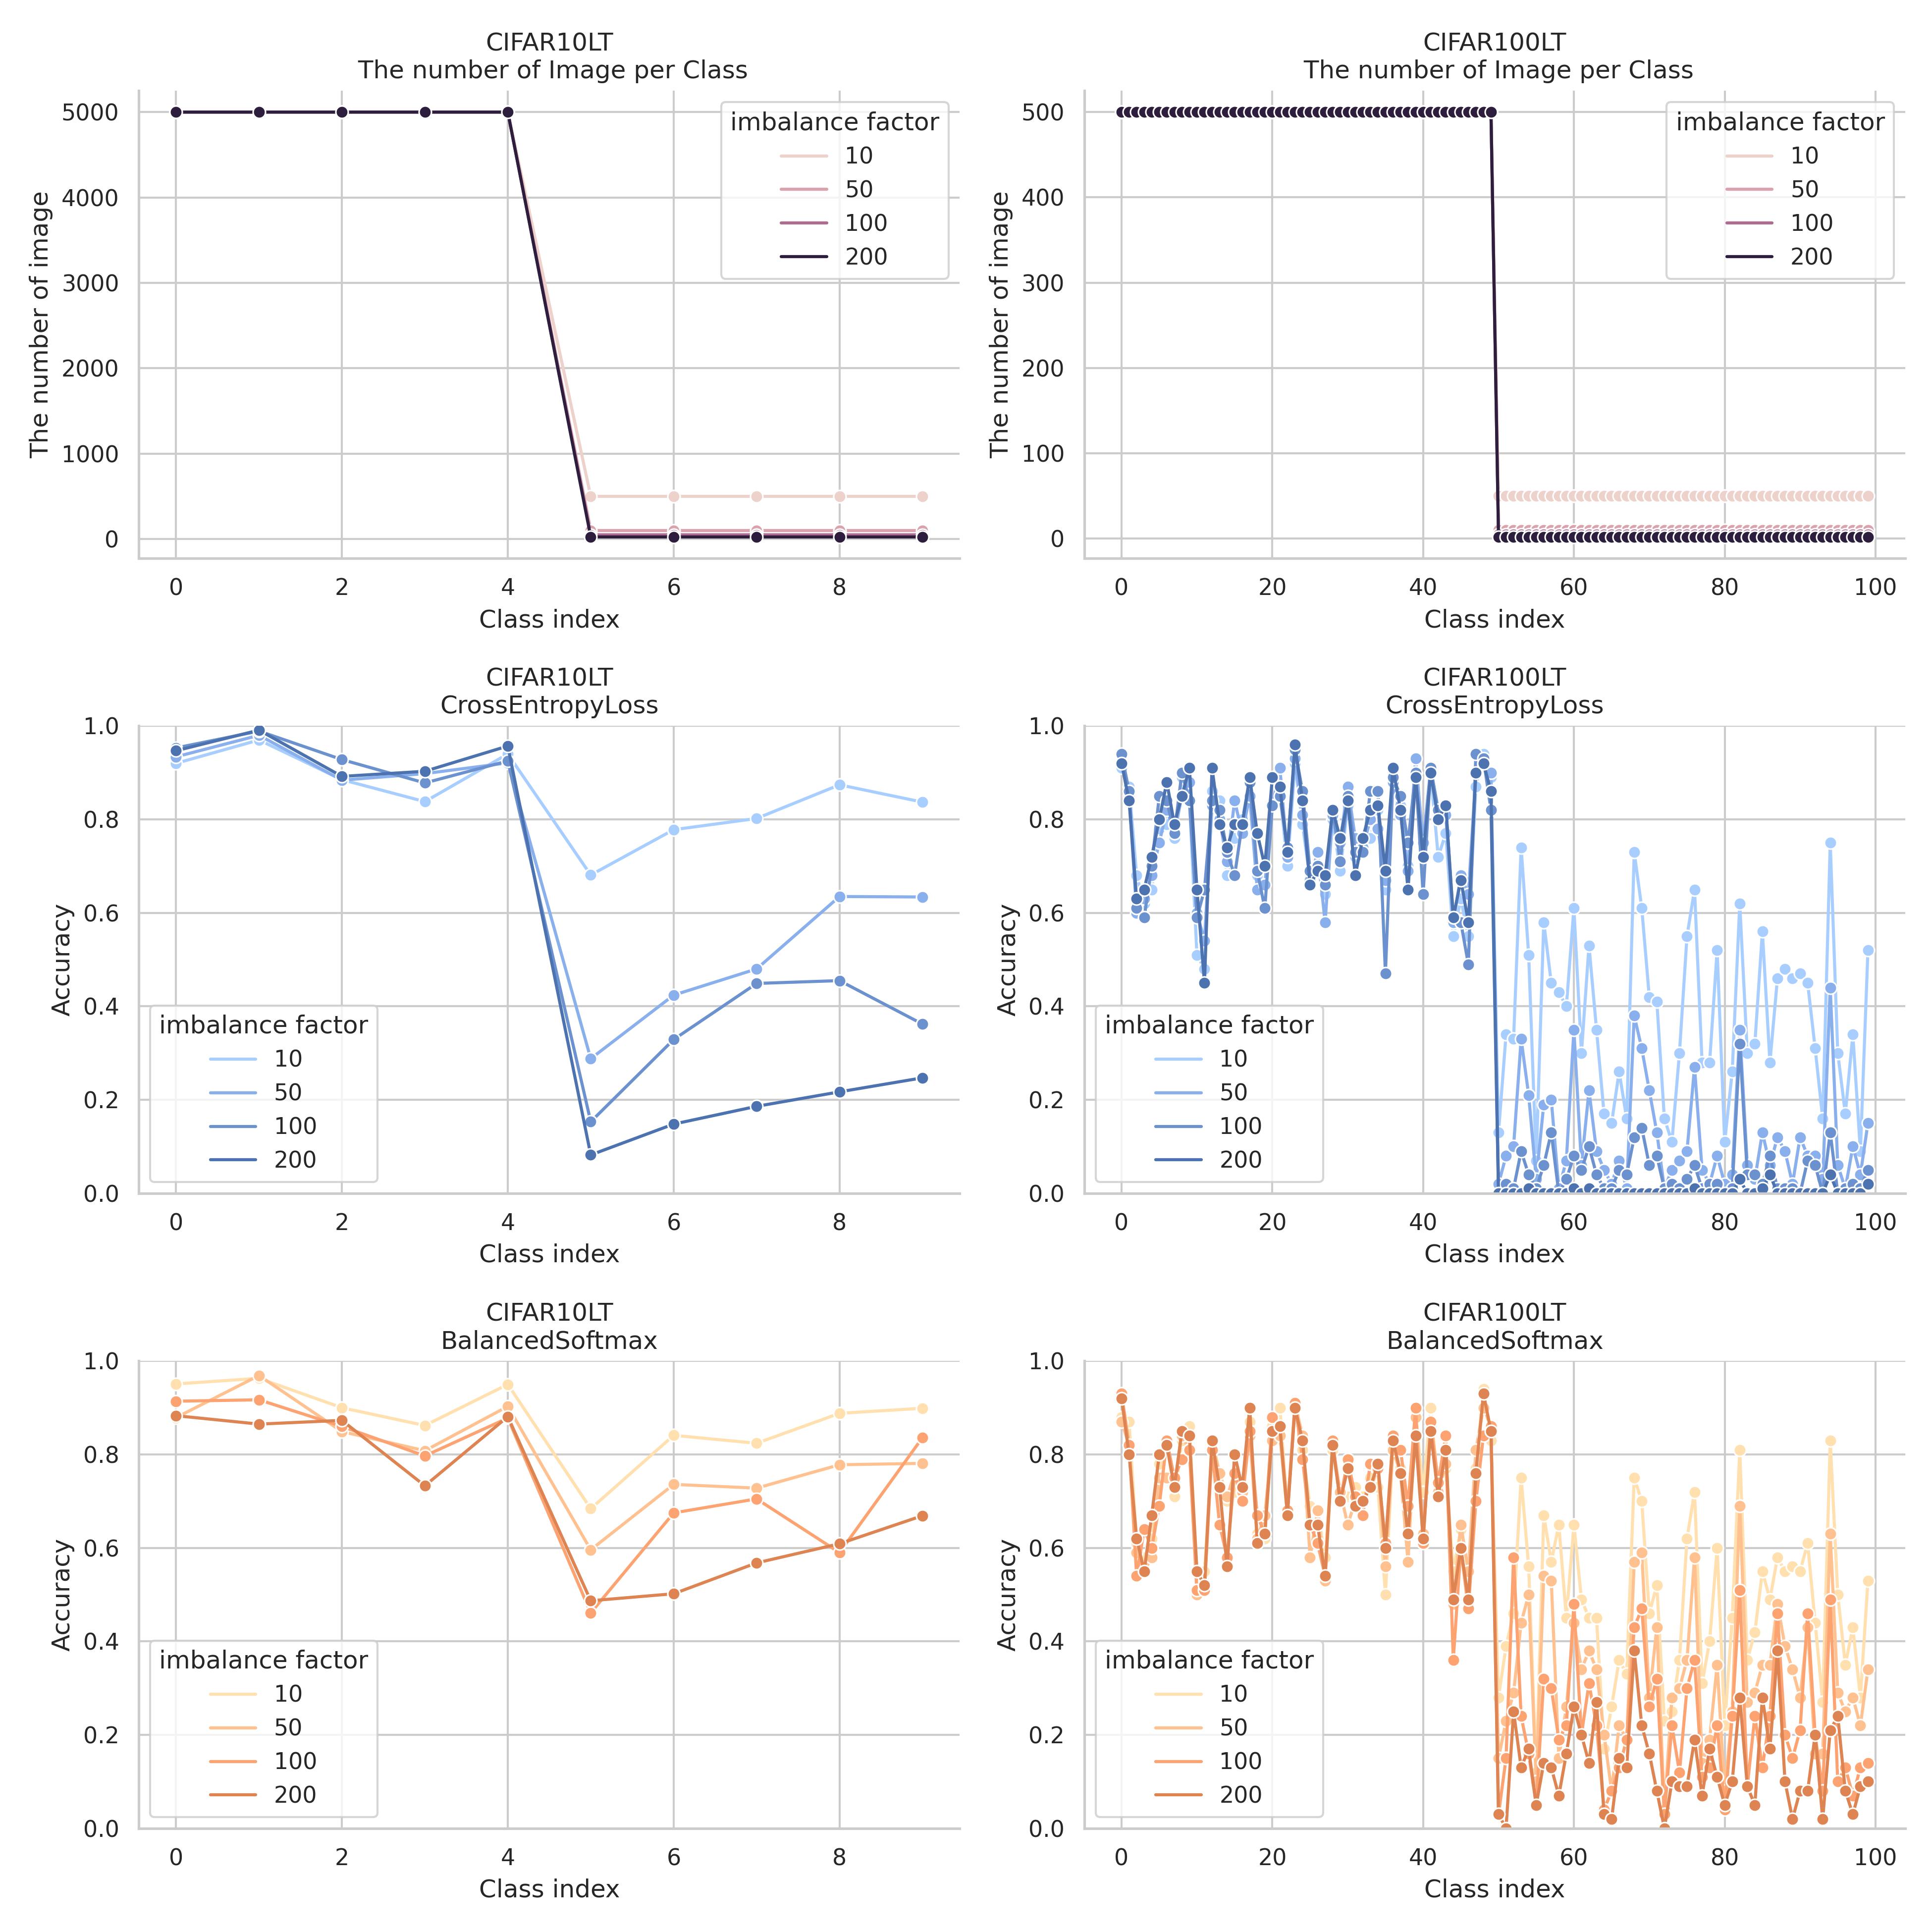 CIFAR10LT
The number of Image per Class
The number of image
5000
4000
3000
2000
1000
0
imbalance factor
10
50
100
200
0 2 4 6 8
Class index
CIFAR100LT
The number of Image per Class
The number of image
500
400
300
200
100
0
imbalance factor
10
50
100
200
0 20 40 60 80 100
Class index
CIFAR10LT
CrossEntropyLoss
Accuracy
1.0
0.8
0.6
0.4
0.2
0.0
imbalance factor
10
50
100
200
0 2 4 6 8
Class index
CIFAR100LT
CrossEntropyLoss
Accuracy
1.0
0.8
0.6
0.4
0.2
0.0
imbalance factor
10
50
100
200
0 20 40 60 80 100
Class index
CIFAR10LT
BalancedSoftmax
Accuracy
1.0
0.8
0.6
0.4
0.2
0.0
imbalance factor
10
50
100
200
0 2 4 6 8
Class index
CIFAR100LT
BalancedSoftmax
Accuracy
1.0
0.8
0.6
0.4
0.2
0.0
imbalance factor
10
50
100
200
0 20 40 60 80 100
Class index